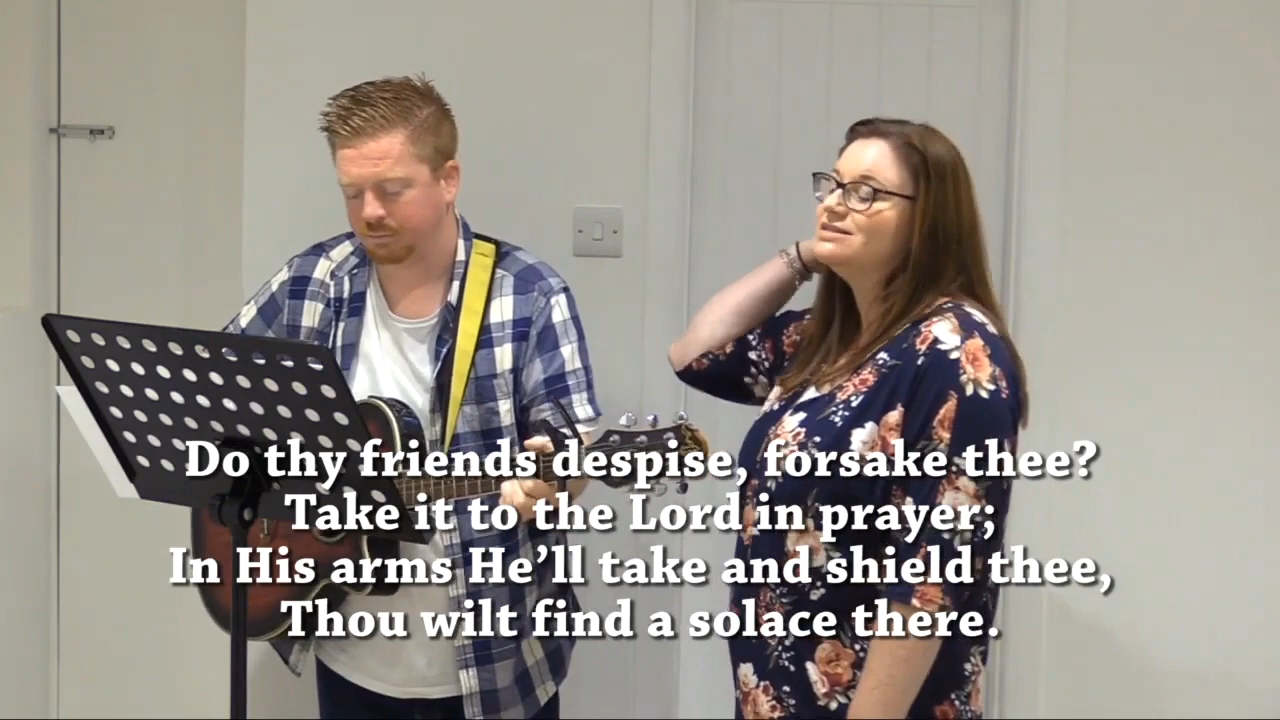 Do thy friends despise, forsake thee?
Take it to the Lord in prayer;
In His arms He’ll take and shield thee,
Thou wilt find a solace there.